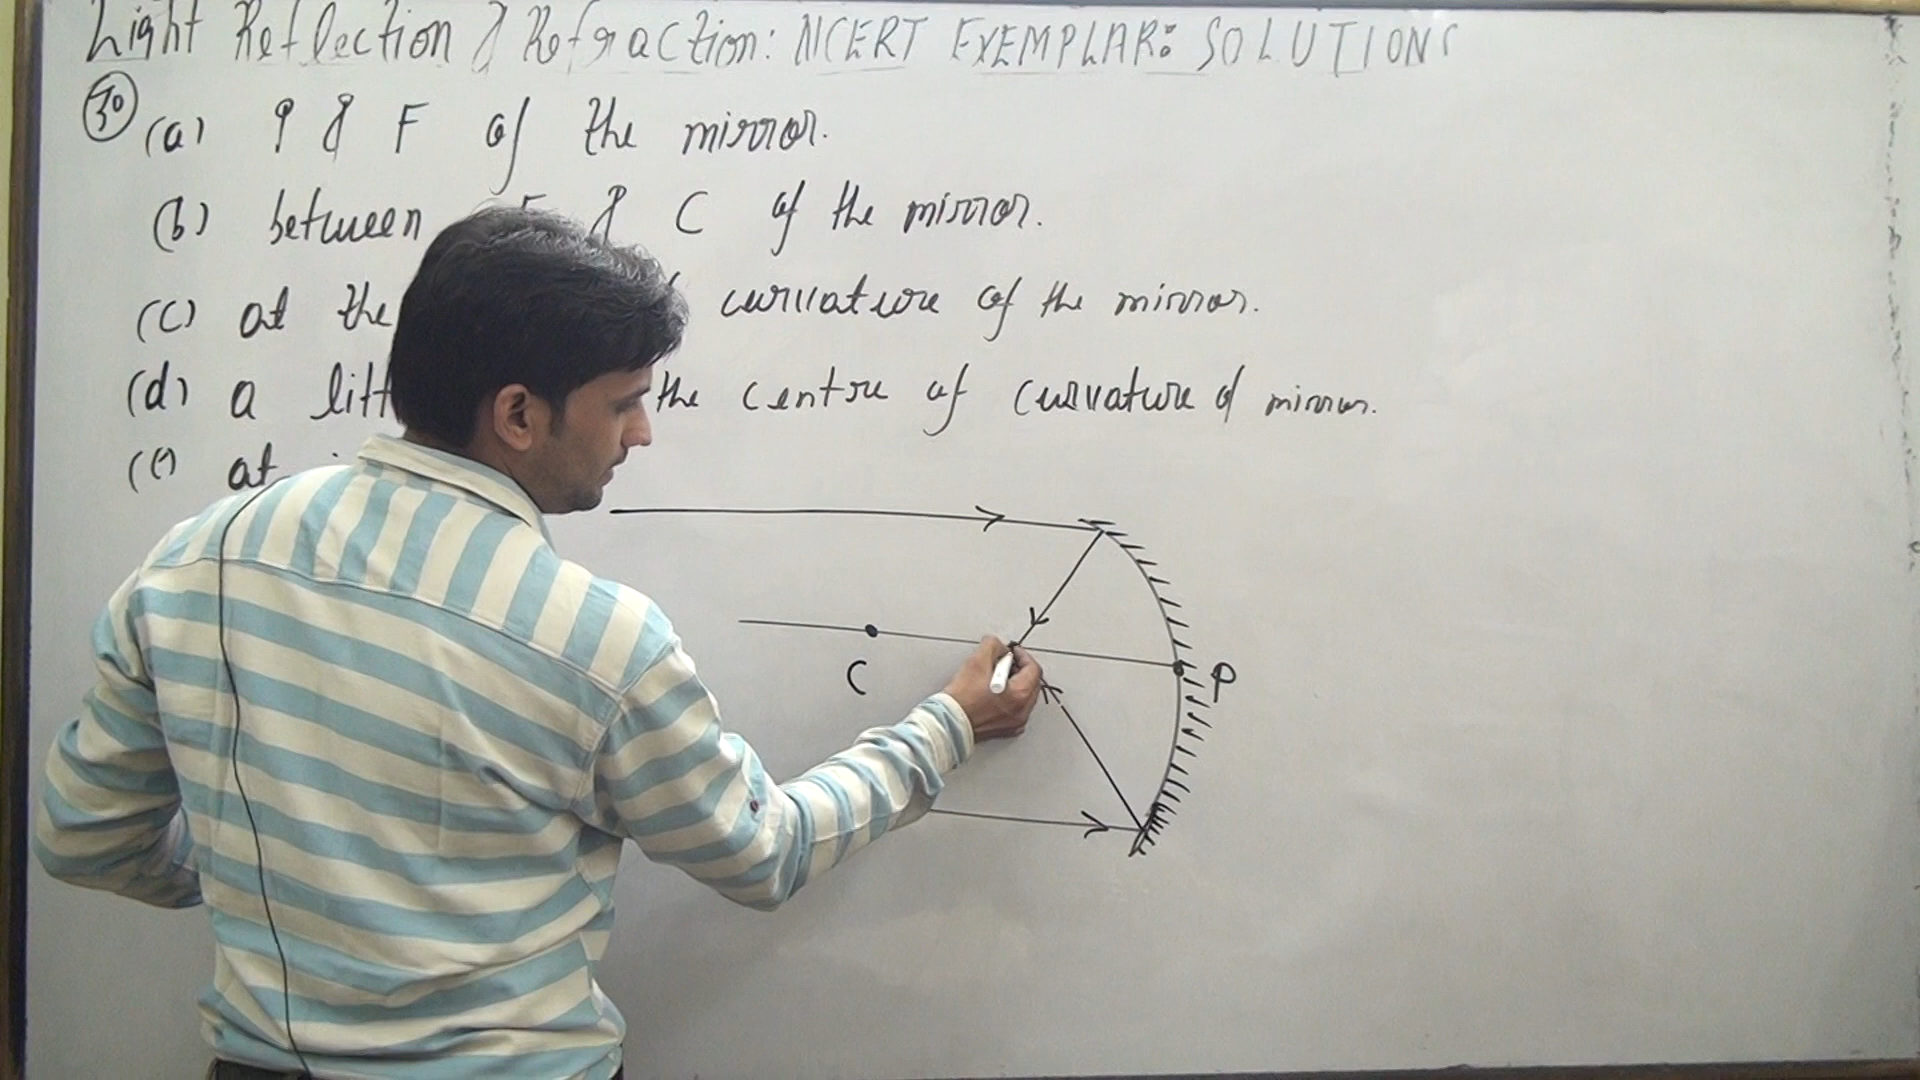 Light Reflection & Refraction: NCERT EXEMPLAR: SOLUTIONS
30
(a) P & F of the mirror.
(b) between F & C of the mirror.
(c) at the curvature of the mirror.
(d) a the centre of curvature of mirror.
(e) at
C
P